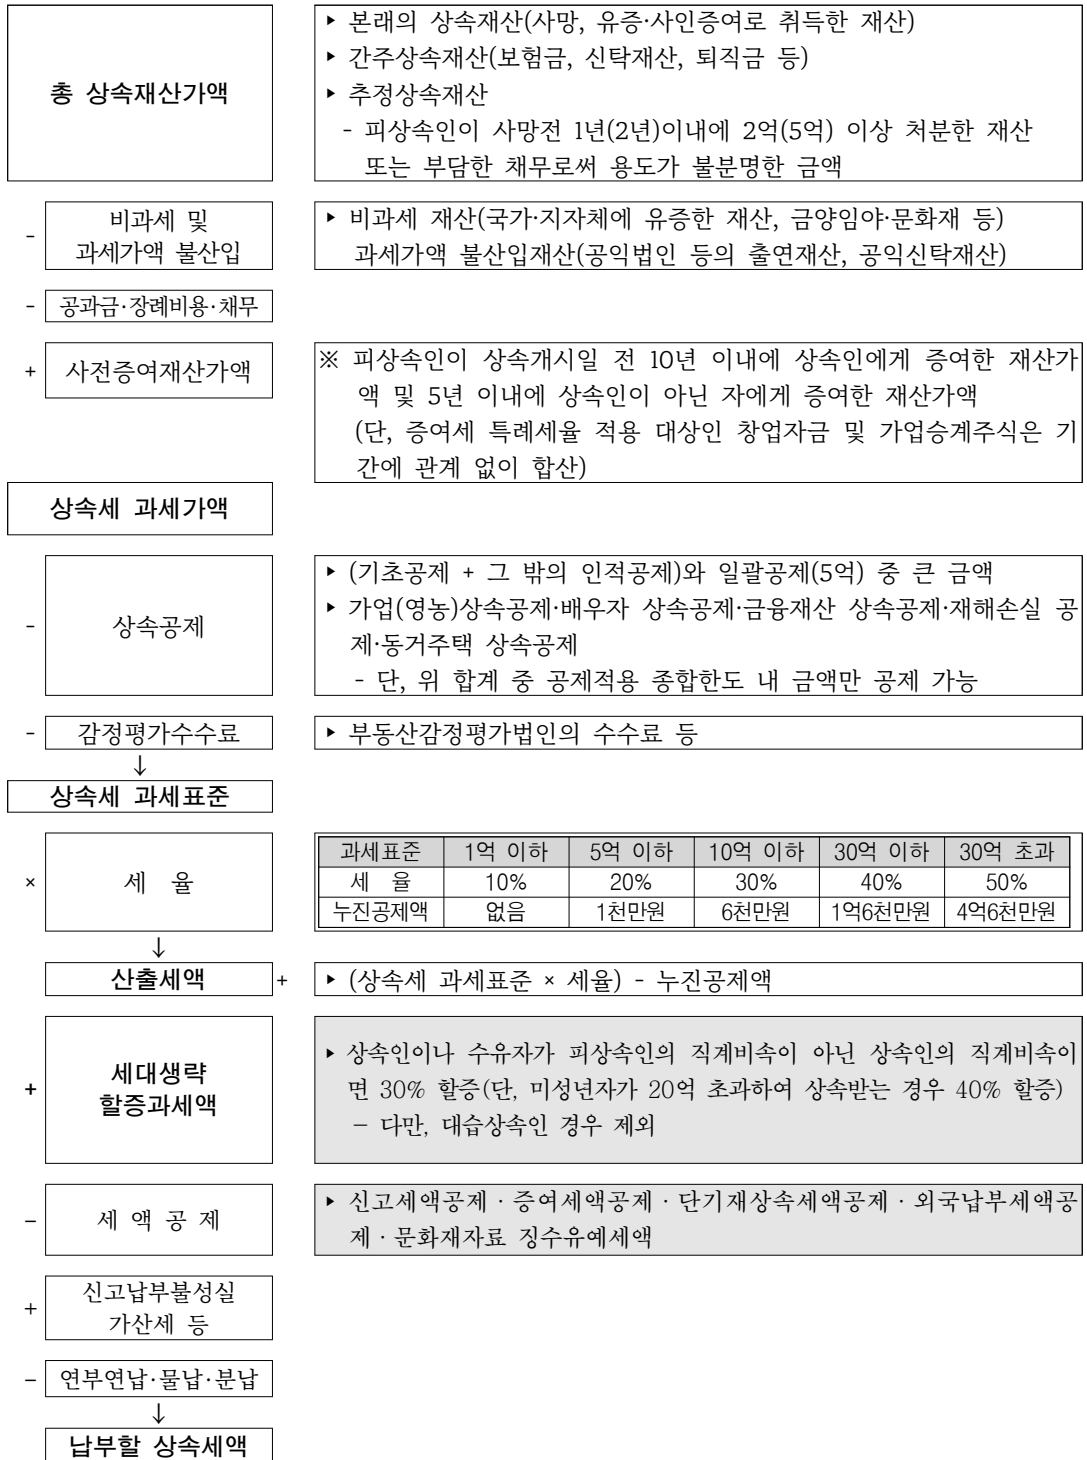 총 상속재산가액
▸ 본래의 상속재산(사망, 유증·사인증여로 취득한 재산)
▸ 간주상속재산(보험금, 신탁재산, 퇴직금 등)
▸ 추정상속재산
- 피상속인이 사망전 1년(2년)이내에 2억(5억) 이상 처분한 재산
또는 부담한 채무로써 용도가 불분명한 금액
-
비과세 및
과세가액 불산입
▸ 비과세 재산(국가·지자체에 유증한 재산, 금양임야·문화재 등)
과세가액 불산입재산(공익법인 등의 출연재산, 공익신탁재산)
- 공과금·장례비용·채무
+ 사전증여재산가액
※ 피상속인이 상속개시일 전 10년 이내에 상속인에게 증여한 재산가
액 및 5년 이내에 상속인이 아닌 자에게 증여한 재산가액
(단, 증여세 특례세율 적용 대상인 창업자금 및 가업승계주식은 기
간에 관계 없이 합산)
상속세 과세가액
- 상속공제
▸ (기초공제 + 그 밖의 인적공제)와 일괄공제(5억) 중 큰 금액
▸ 가업(영농)상속공제·배우자 상속공제·금융재산 상속공제·재해손실 공
제·동거주택 상속공제
- 단, 위 합계 중 공제적용 종합한도 내 금액만 공제 가능
- 감정평가수수료
▸ 부동산감정평가법인의 수수료 등
↓
상속세 과세표준
× 세 율
과세표준 1억 이하 5억 이하 10억 이하 30억 이하 30억 초과
세 율 10% 20% 30% 40% 50%
누진공제액 없음 1천만원 6천만원 1억6천만원 4억6천만원
↓
산출세액 +
▸ (상속세 과세표준 × 세율) - 누진공제액
+
세대생략
할증과세액
▸ 상속인이나 수유자가 피상속인의 직계비속이 아닌 상속인의 직계비속이
면 30% 할증(단, 미성년자가 20억 초과하여 상속받는 경우 40% 할증)
- 다만, 대습상속인 경우 제외
- 세 액 공 제
▸ 신고세액공제 · 증여세액공제 · 단기재상속세액공제 · 외국납부세액공
제 · 문화재자료 징수유예세액
+
신고납부불성실
가산세 등
- 연부연납·물납·분납
↓
납부할 상속세액